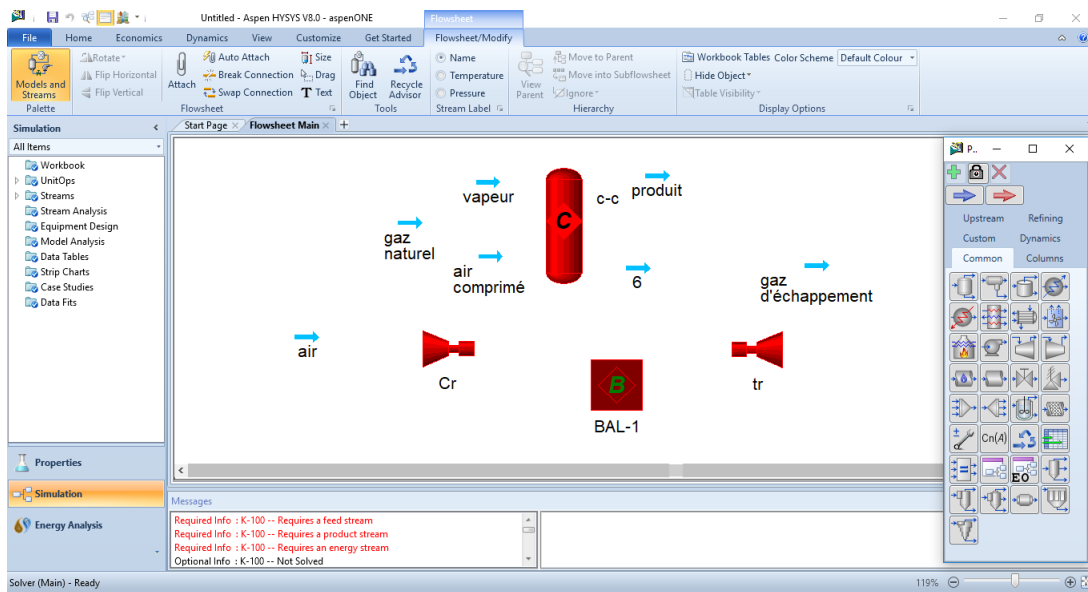 Untitled - Aspen HYSYS V8.0 - aspenONE
Flowsheet
File Home Economics Dynamics View Customize Get Started Flowsheet/Modify
Models and Streams
Palette
Rotate
Flip Horizontal
Flip Vertical
Attach
Auto Attach
Break Connection
Swap Connection
Size
Drag
Text
Flowsheet
Find Object
Recycle Advisor
Tools
Name
Temperature
Pressure
Stream Label
View Parent
Move to Parent
Move into Subflowsheet
Ignore
Hierarchy
Workbook Tables Color Scheme Default Colour
Hide Object
Table Visibility
Display Options
Simulation
All Items
Workbook
UnitOps
Streams
Stream Analysis
Equipment Design
Model Analysis
Data Tables
Strip Charts
Case Studies
Data Fits
Properties
Simulation
Energy Analysis
Start Page Flowsheet Main +
vapeur
C
c-c
produit
gaz
naturel
air
comprimé
6
gaz
d'échappement
air
Cr
B
BAL-1
tr
P..
Upstream Refining
Custom Dynamics
Common Columns
Cn(A)
EO
Messages
Required Info : K-100 -- Requires a feed stream
Required Info : K-100 -- Requires a product stream
Required Info : K-100 -- Requires an energy stream
Optional Info : K-100 -- Not Solved
Solver (Main) - Ready
119%